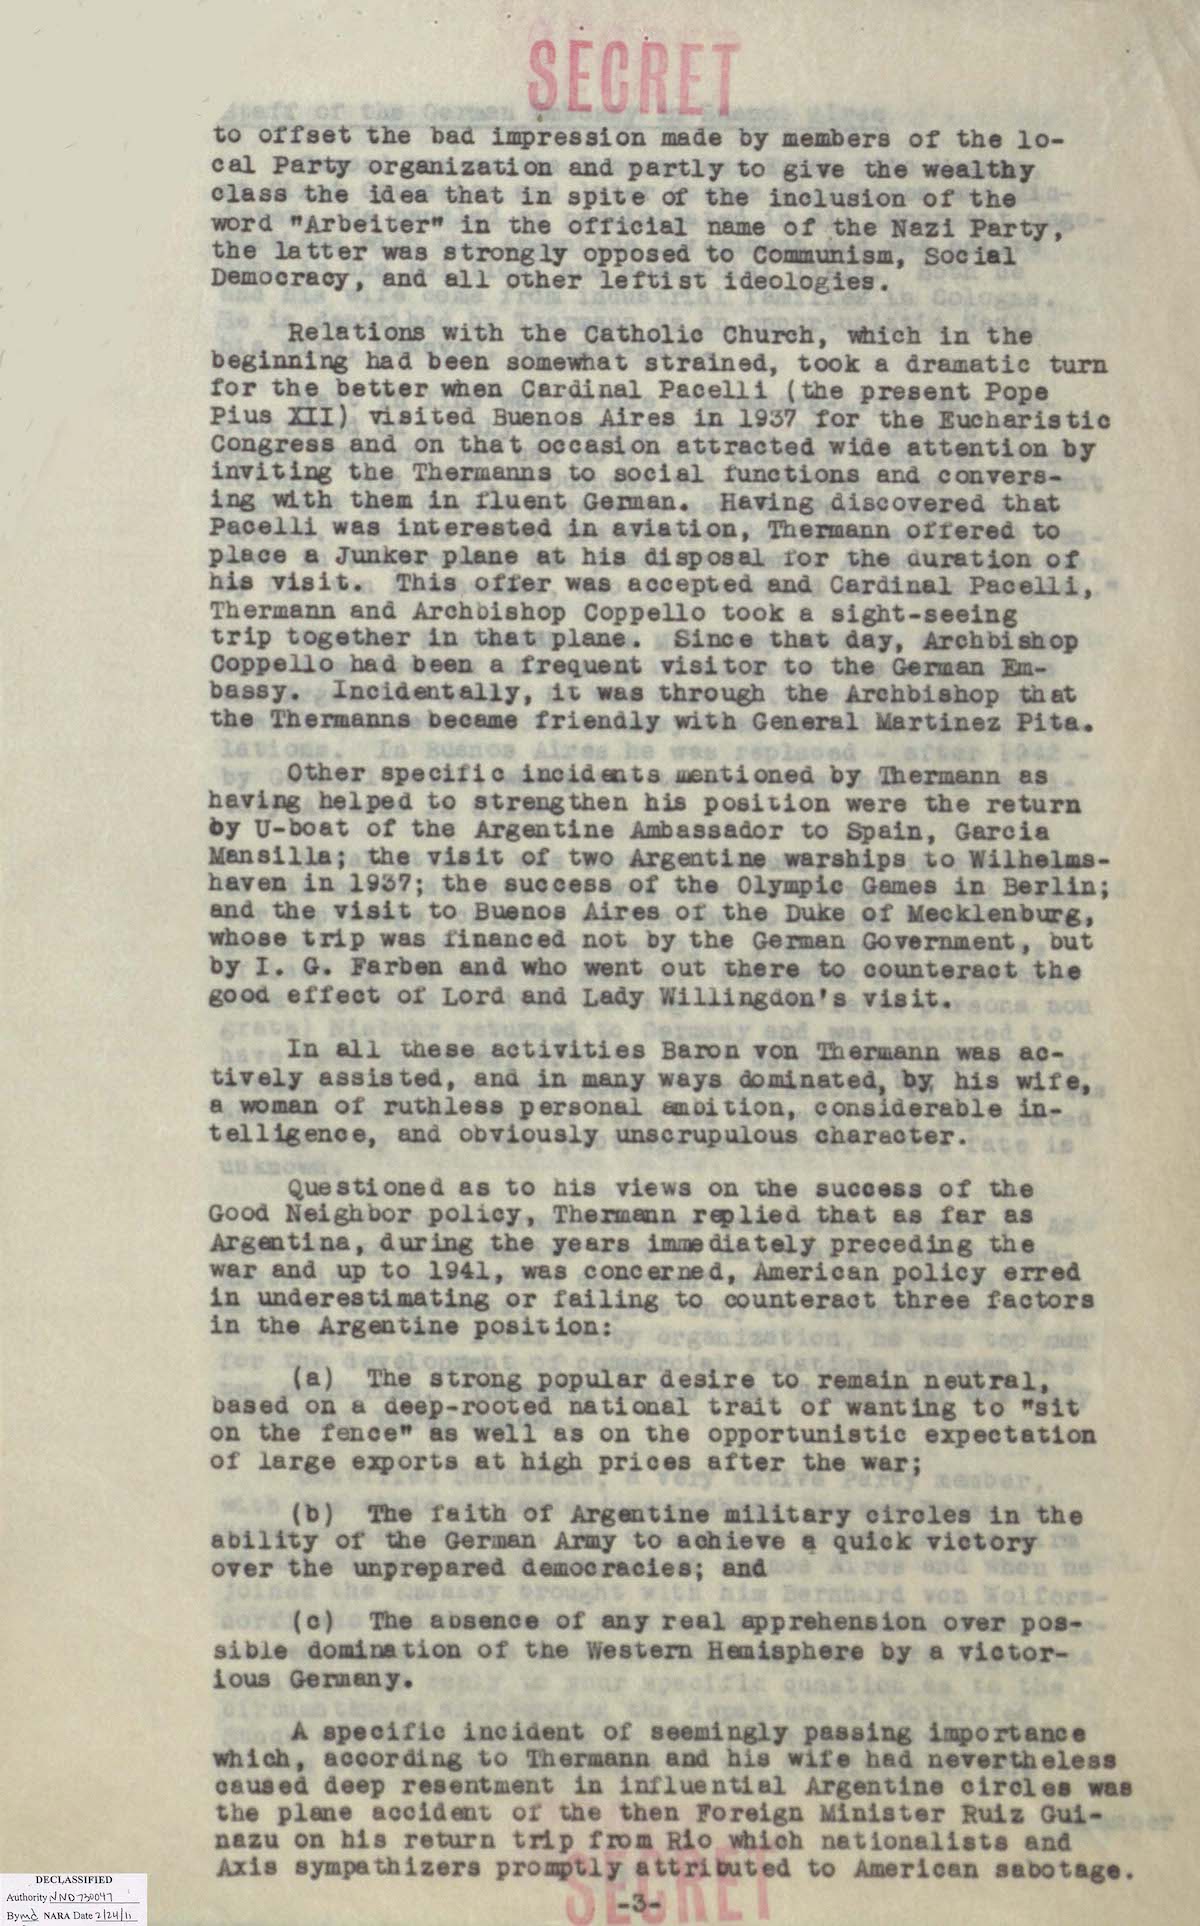 SECRET
to offset the bad impression made by members of the lo-
cal Party organization and partly to give the wealthy
class the idea that in spite of the inclusion of the
word "Arbeiter" in the official name of the Nazi Party,
the latter was strongly opposed to Communism, Social
Democracy, and all other leftist ideologies.
Relations with the Catholic Church, which in the
beginning had been somewhat strained, took a dramatic turn
for the better when Cardinal Pacelli (the present Pope
Pius XII) visited Buenos Aires in 1937 for the Eucharistic
Congress and on that occasion attracted wide attention by
inviting the Thermanns to social functions and convers-
ing with them in fluent German. Having discovered that
Pacelli was interested in aviation, Thermann offered to
place a Junker plane at his disposal for the duration of
his visit. This offer was accepted and Cardinal Pacelli,
Thermann and Archbishop Coppello took a sight-seeing
trip together in that plane. Since that day, Archbishop
Coppello had been a frequent visitor to the German Em-
bassy. Incidentally, it was through the Archbishop that
the Thermanns became friendly with General Martinez Pita.
Other specific incidents mentioned by Thermann as
having helped to strengthen his position were the return
by U-boat of the Argentine Ambassador to Spain, Garcia
Mansilla; the visit of two Argentine warships to Wilhelms-
haven in 1937; the success of the Olympic Games in Berlin;
and the visit to Buenos Aires of the Duke of Mecklenburg,
whose trip was financed not by the German Government, but
by I. G. Farben and who went out there to counteract the
good effect of Lord and Lady Willingdon's visit.
In all these activities Baron von Thermann was ac-
tively assisted, and in many ways dominated, by his wife,
a woman of ruthless personal ambition, considerable in-
telligence, and obviously unscrupulous character.
Questioned as to his views on the success of the
Good Neighbor policy, Thermann replied that as far as
Argentina, during the years immediately preceding the
war and up to 1941, was concerned, American policy erred
in underestimating or failing to counteract three factors
in the Argentine position:
(a) The strong popular desire to remain neutral,
based on a deep-rooted national trait of wanting to "sit
on the fence" as well as on the opportunistic expectation
of large exports at high prices after the war;
(b) The faith of Argentine military circles in the
ability of the German Army to achieve a quick victory
over the unprepared democracies; and
(c) The absence of any real apprehension over pos-
sible domination of the Western Hemisphere by a victor-
ious Germany.
A specific incident of seemingly passing importance
which, according to Thermann and his wife had nevertheless
caused deep resentment in influential Argentine circles was
the plane accident of the then Foreign Minister Ruiz Gui-
nazu on his return trip from Rio which nationalists and
Axis sympathizers promptly attributed to American sabotage.
SECRET
-3-
DECLASSIFIED
Authority NND 730047
By md NARA Date 2/24/11